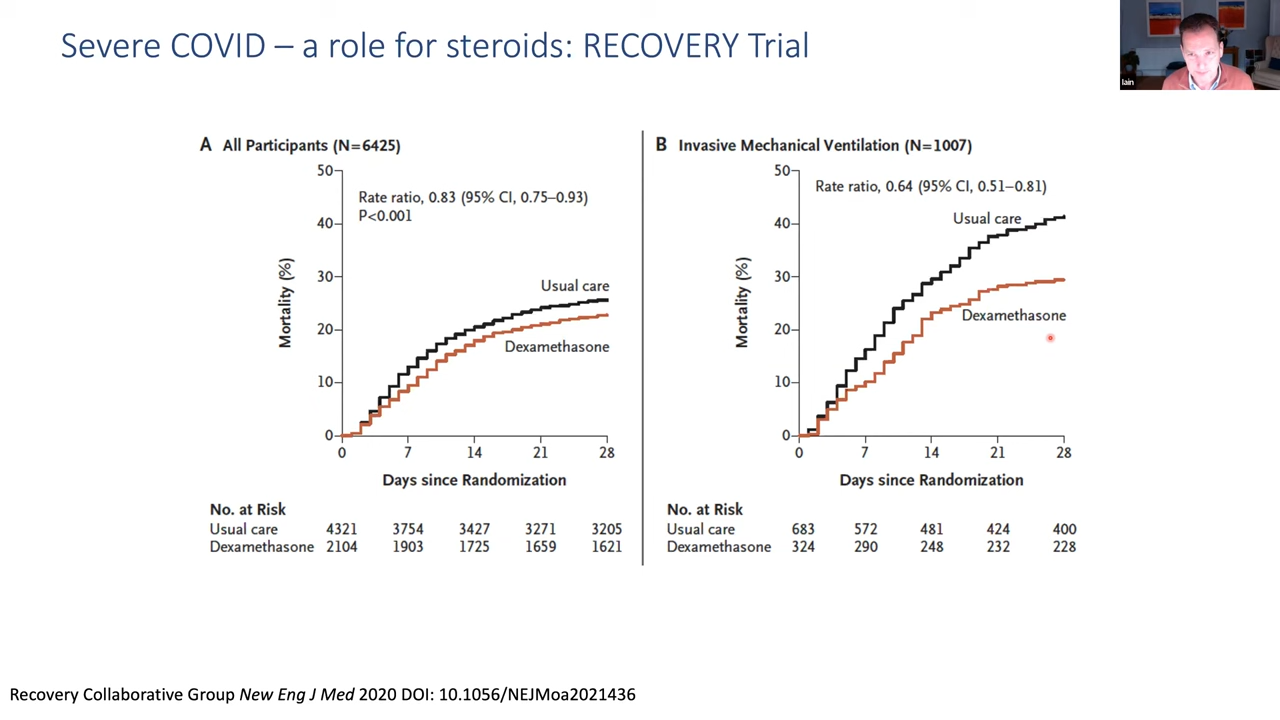 Severe COVID – a role for steroids: RECOVERY Trial
Iain
A All Participants (N=6425)
50
40
30
20
10
0
Mortality (%)
Rate ratio, 0.83 (95% CI, 0.75–0.93)
P<0.001
Usual care
Dexamethasone
0 7 14 21 28
Days since Randomization
No. at Risk
Usual care 4321 3754 3427 3271 3205
Dexamethasone 2104 1903 1725 1659 1621
B Invasive Mechanical Ventilation (N=1007)
50
40
30
20
10
0
Mortality (%)
Rate ratio, 0.64 (95% CI, 0.51–0.81)
Usual care
Dexamethasone
0 7 14 21 28
Days since Randomization
No. at Risk
Usual care 683 572 481 424 400
Dexamethasone 324 290 248 232 228
Recovery Collaborative Group New Eng J Med 2020 DOI: 10.1056/NEJMoa2021436